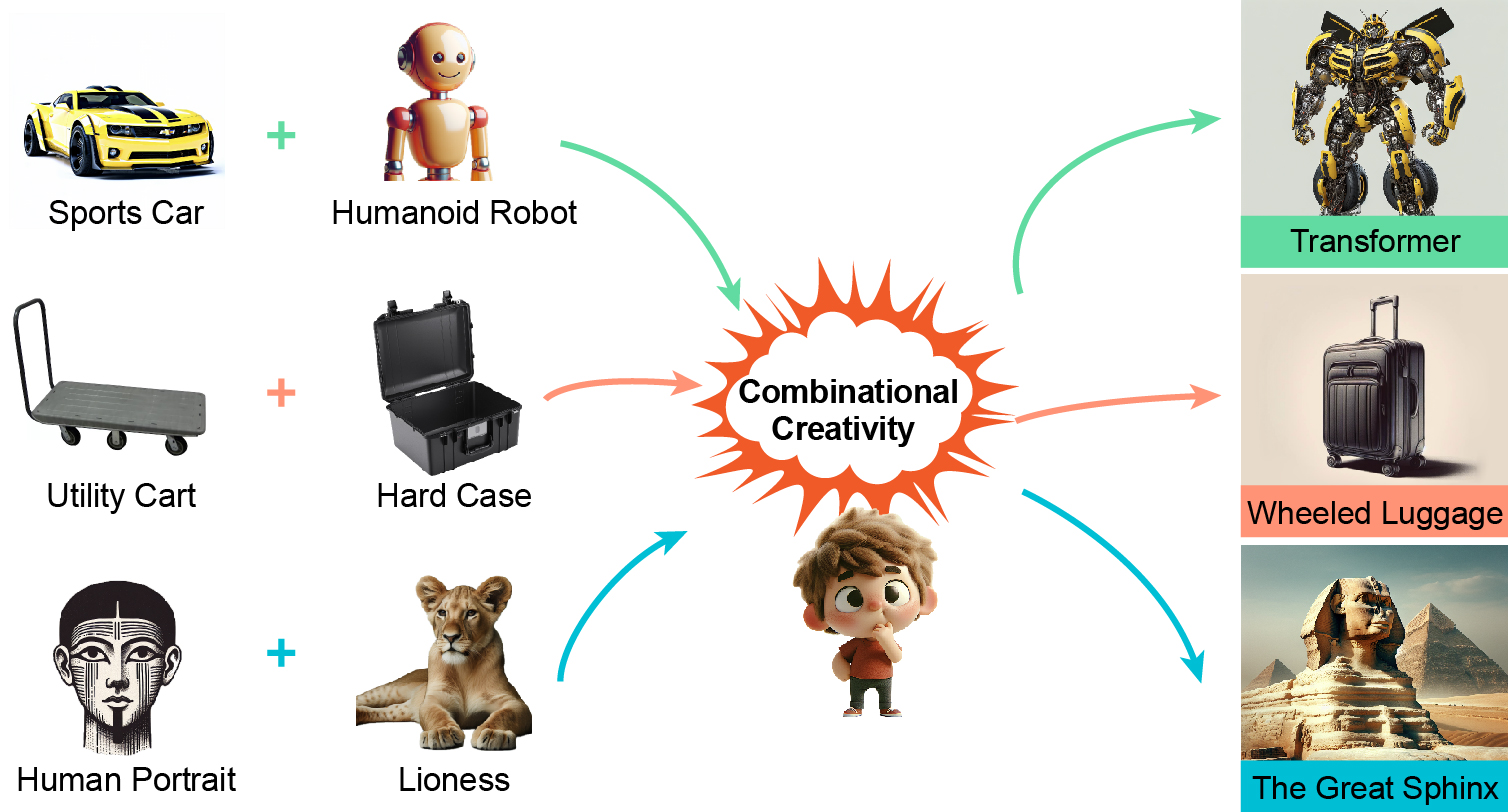 Sports Car
Humanoid Robot
Transformer
Combinational
Creativity
Utility Cart
Hard Case
Wheeled Luggage
Human Portrait
Lioness
The Great Sphinx